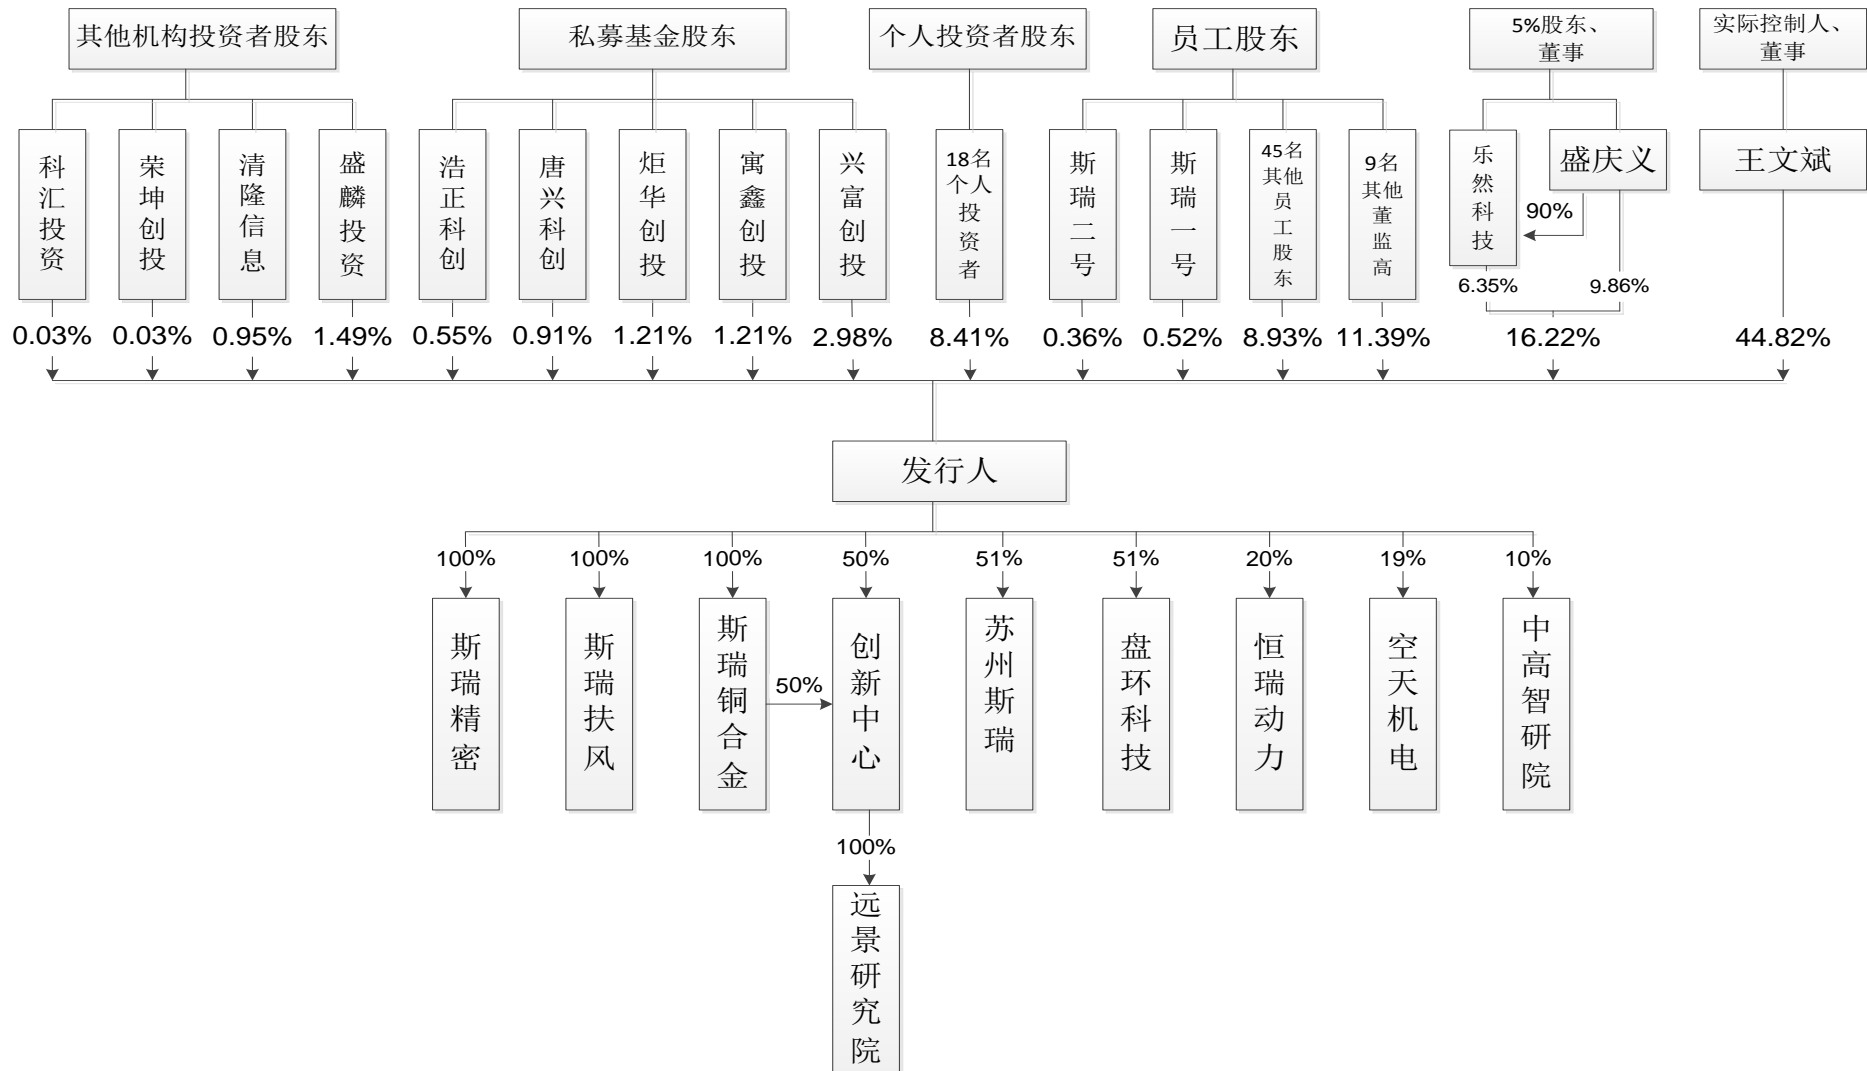 其他机构投资者股东
私募基金股东
个人投资者股东
员工股东
5%股东、
董事
实际控制人、
董事
科汇投资
荣坤创投
清隆信息
盛麟投资
浩正科创
唐兴科创
炬华创投
寓鑫创投
兴富创投
18名
个人
投资者
斯瑞二号
斯瑞一号
45名
其他
员工股东
9名
其他
董监高
乐然科技
盛庆义
王文斌
90%
6.35%
9.86%
0.03%
0.03%
0.95%
1.49%
0.55%
0.91%
1.21%
1.21%
2.98%
8.41%
0.36%
0.52%
8.93%
11.39%
16.22%
44.82%
发行人
100%
100%
100%
50%
51%
51%
20%
19%
10%
斯瑞精密
斯瑞扶风
斯瑞铜合金
50%
创新中心
苏州斯瑞
盘环科技
恒瑞动力
空天机电
中高智研院
100%
远景研究院